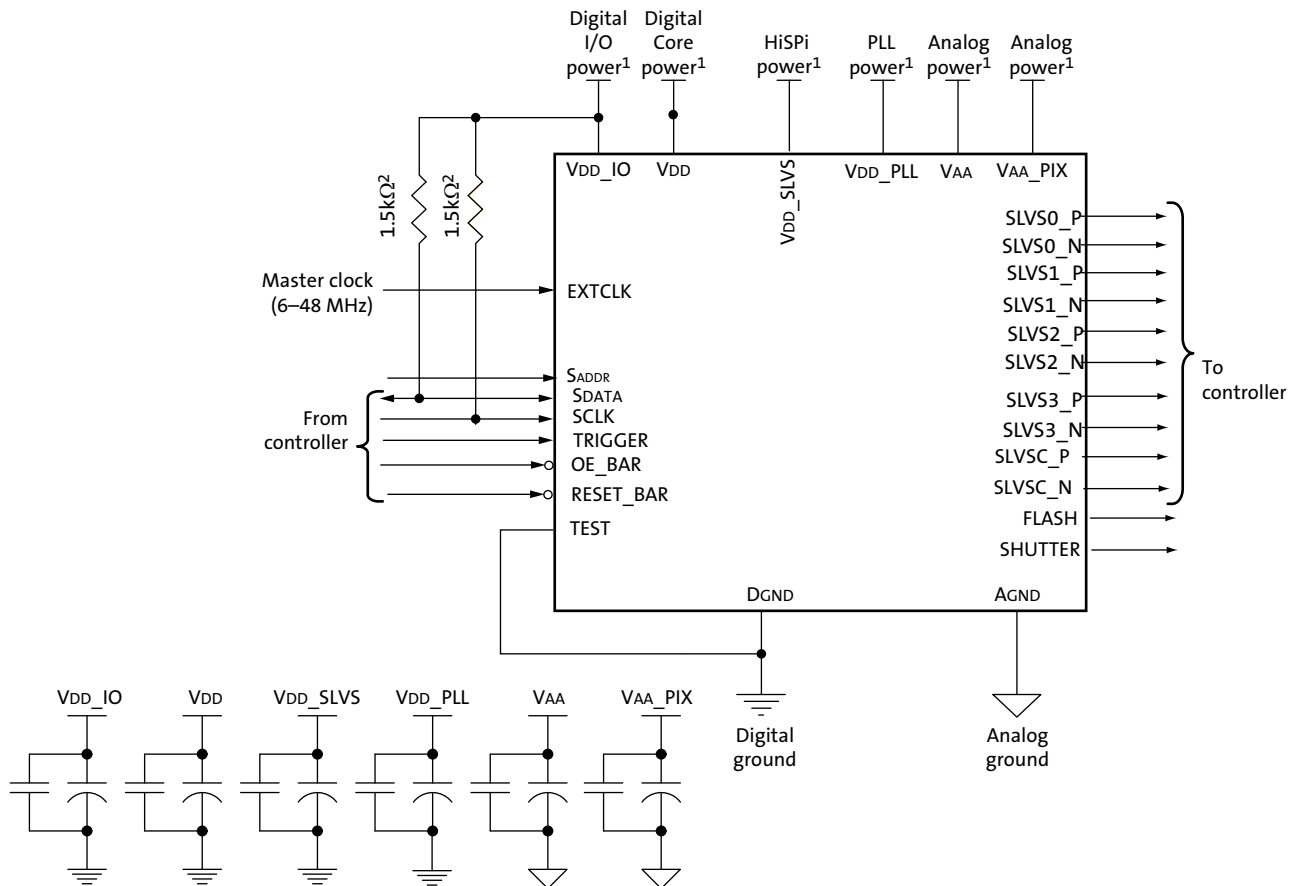 Digital
I/O
power1
Digital
Core
power1
HiSPi
power1
PLL
power1
Analog
power1
Analog
power1
VDD_IO
VDD
VDD_SLVS
VDD_PLL
VAA
VAA_PIX
1.5kΩ2
1.5kΩ2
Master clock
(6–48 MHz)
EXTCLK
From
controller
SADDR
SDATA
SCLK
TRIGGER
OE_BAR
RESET_BAR
TEST
SLVS0_P
SLVS0_N
SLVS1_P
SLVS1_N
SLVS2_P
SLVS2_N
SLVS3_P
SLVS3_N
SLVSC_P
SLVSC_N
FLASH
SHUTTER
To
controller
DGND
AGND
Digital
ground
Analog
ground
VDD_IO
VDD
VDD_SLVS
VDD_PLL
VAA
VAA_PIX